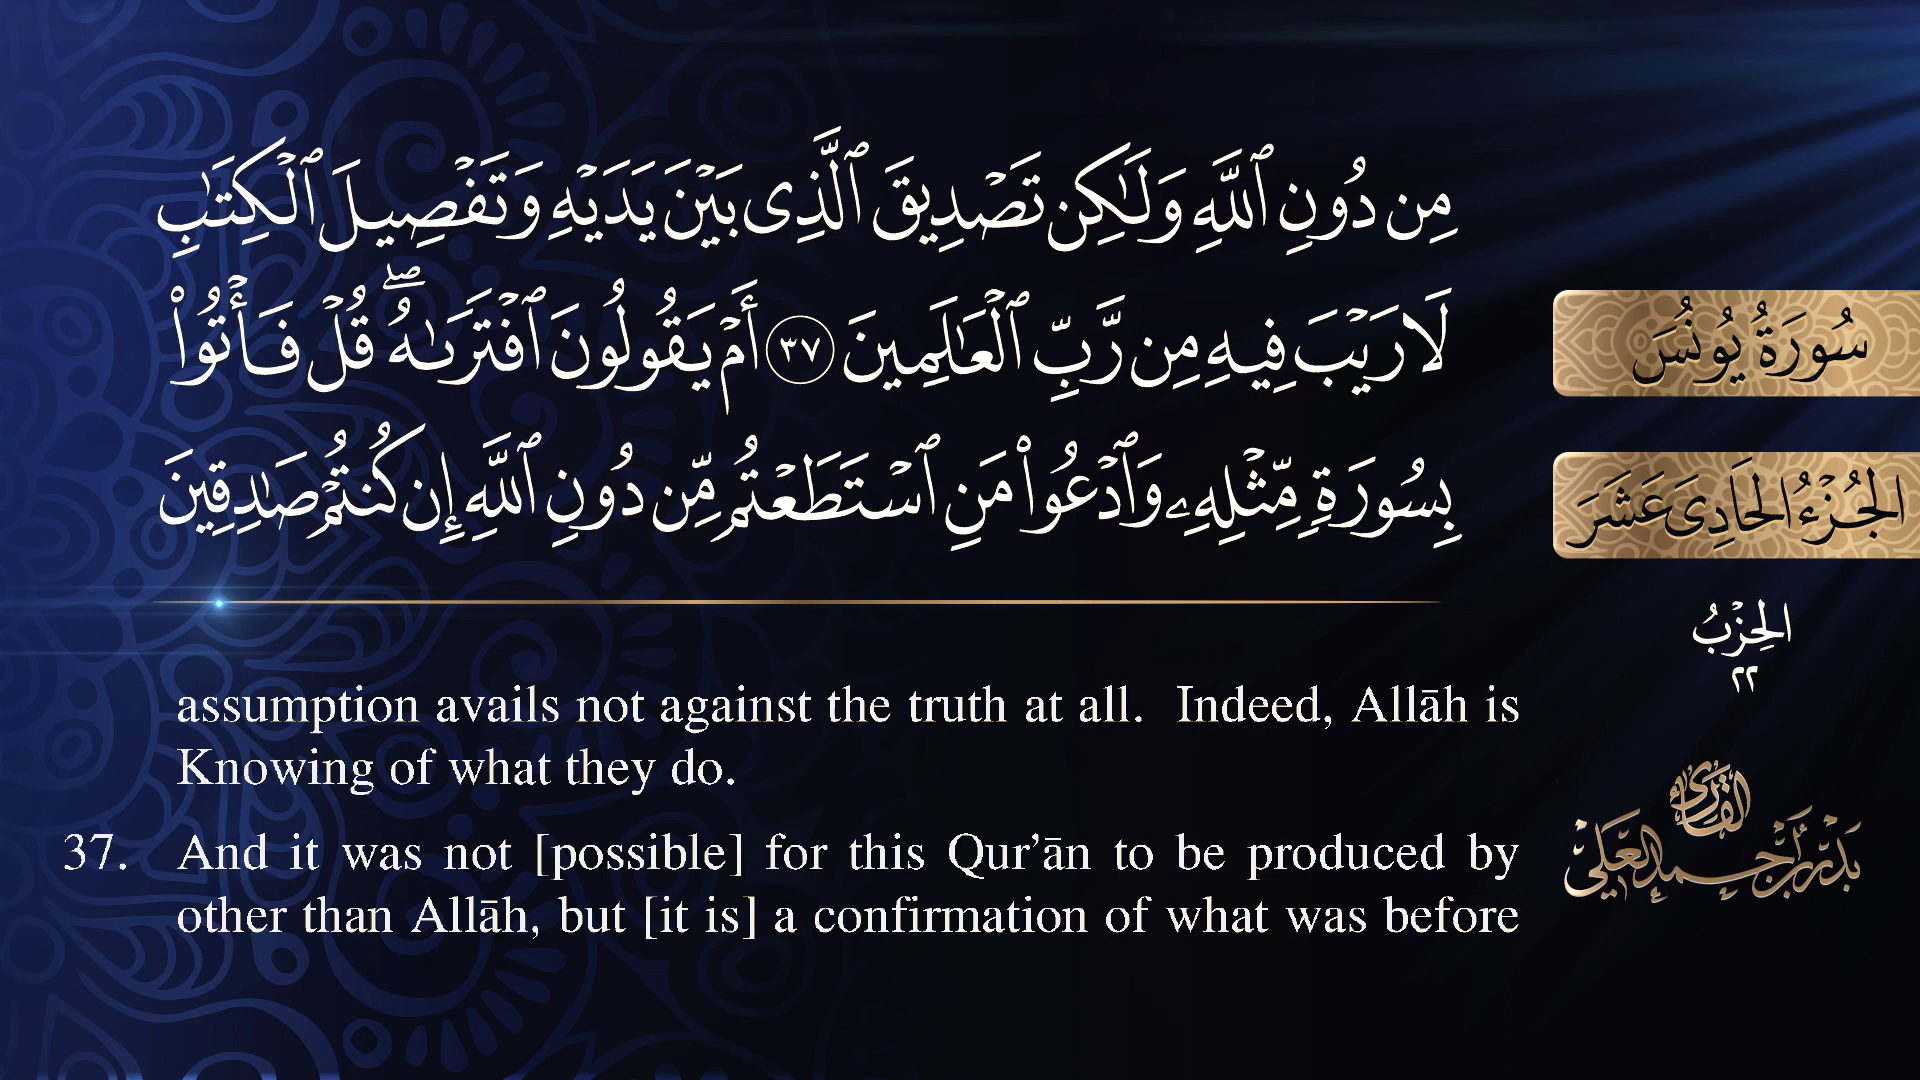 مِن دُونِ ٱللَّهِ وَلَـٰكِن تَصْدِيقَ ٱلَّذِى بَيْنَ يَدَيْهِ وَتَفْصِيلَ ٱلْكِتَـٰبِ
لَا رَيْبَ فِيهِ مِن رَّبِّ ٱلْعَـٰلَمِينَ ٣٧ أَمْ يَقُولُونَ ٱفْتَرَىٰهُ ۖ قُلْ فَأْتُوا۟
بِسُورَةٍ مِّثْلِهِۦ وَٱدْعُوا۟ مَنِ ٱسْتَطَعْتُم مِّن دُونِ ٱللَّهِ إِن كُنتُمْ صَـٰدِقِينَ
سُورَةُ يُونُسَ
الجُزْءُ الحَادِىَ عَشَرَ
الحِزْبُ
٢٢
assumption avails not against the truth at all. Indeed, Allāh is
Knowing of what they do.
37. And it was not [possible] for this Qur’ān to be produced by
other than Allāh, but [it is] a confirmation of what was before
القارئ
العلي